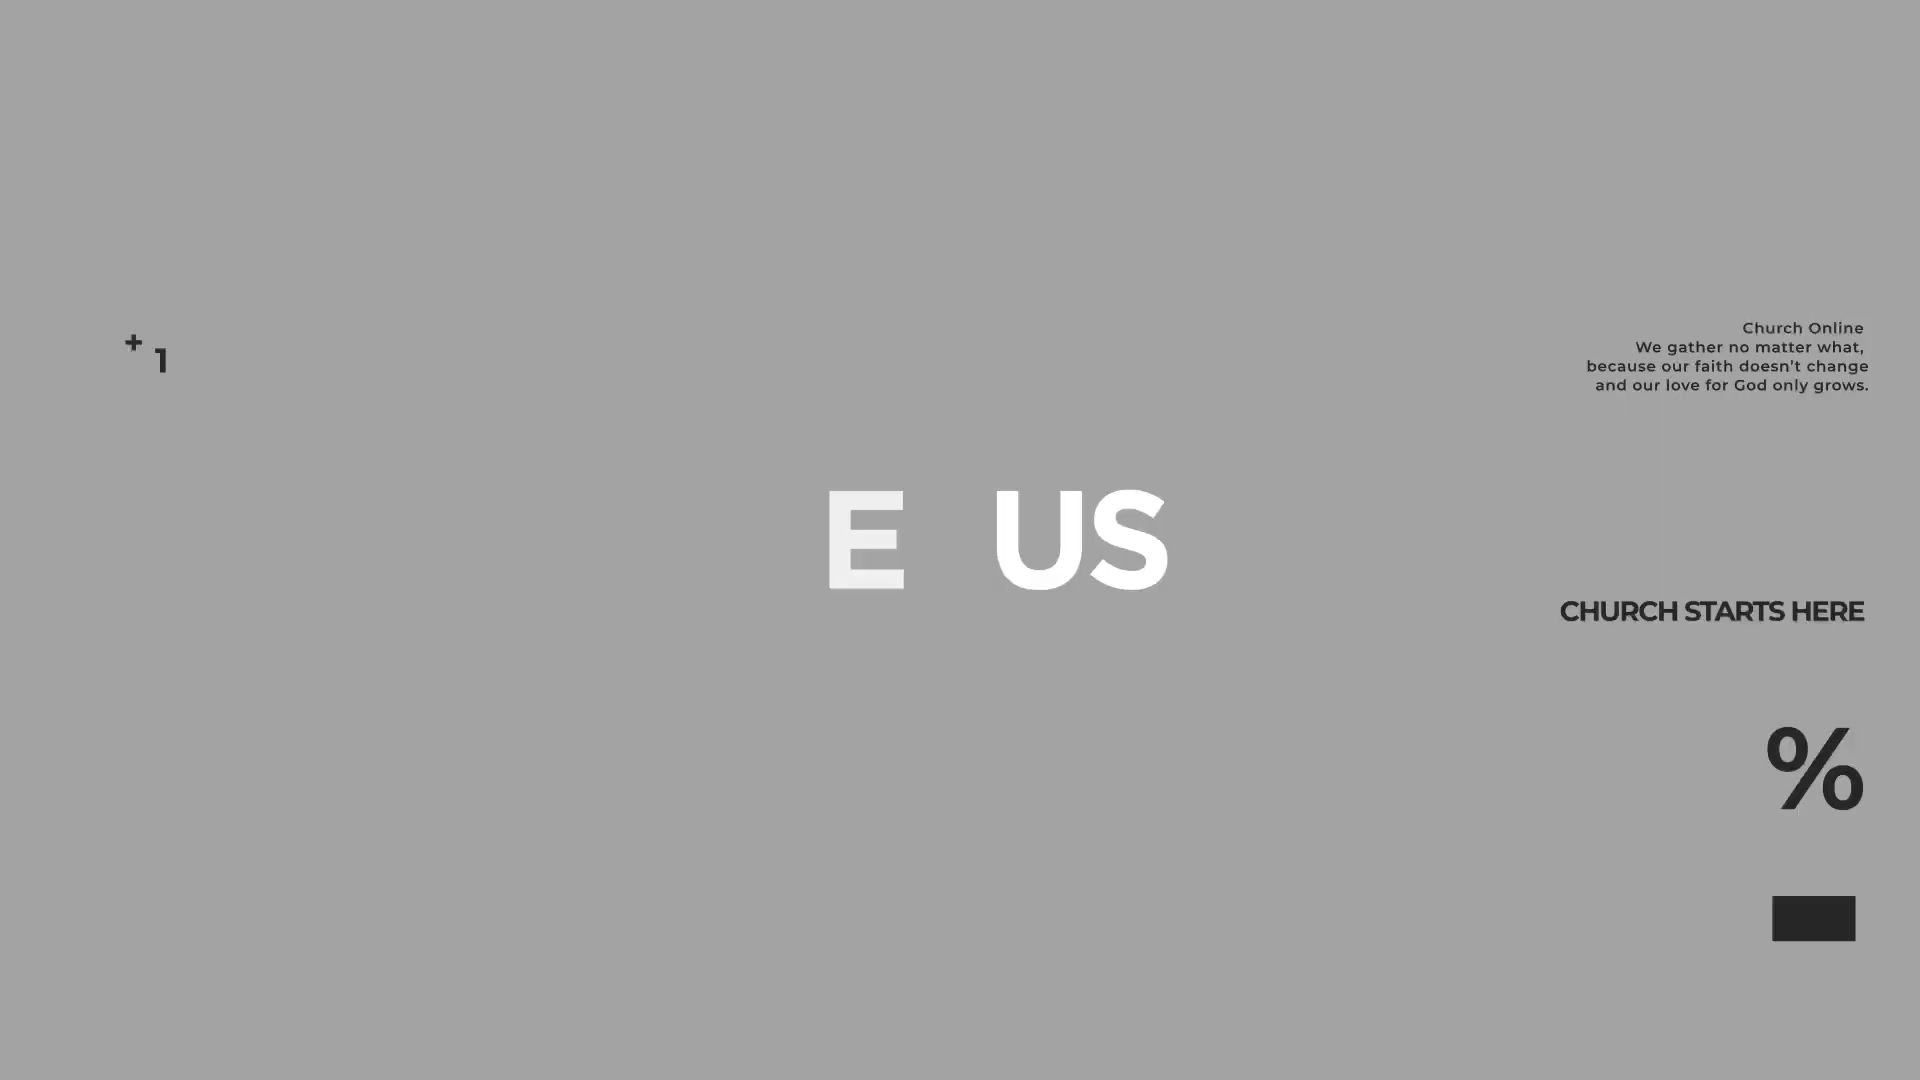 +1
Church Online
We gather no matter what,
because our faith doesn't change
and our love for God only grows.
E US
CHURCH STARTS HERE
%